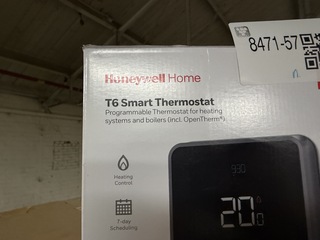 8471-57
Honeywell Home
T6 Smart Thermostat
Programmable Thermostat for heating
systems and boilers (incl. OpenTherm®)
Heating
Control
20
7-day
Scheduling